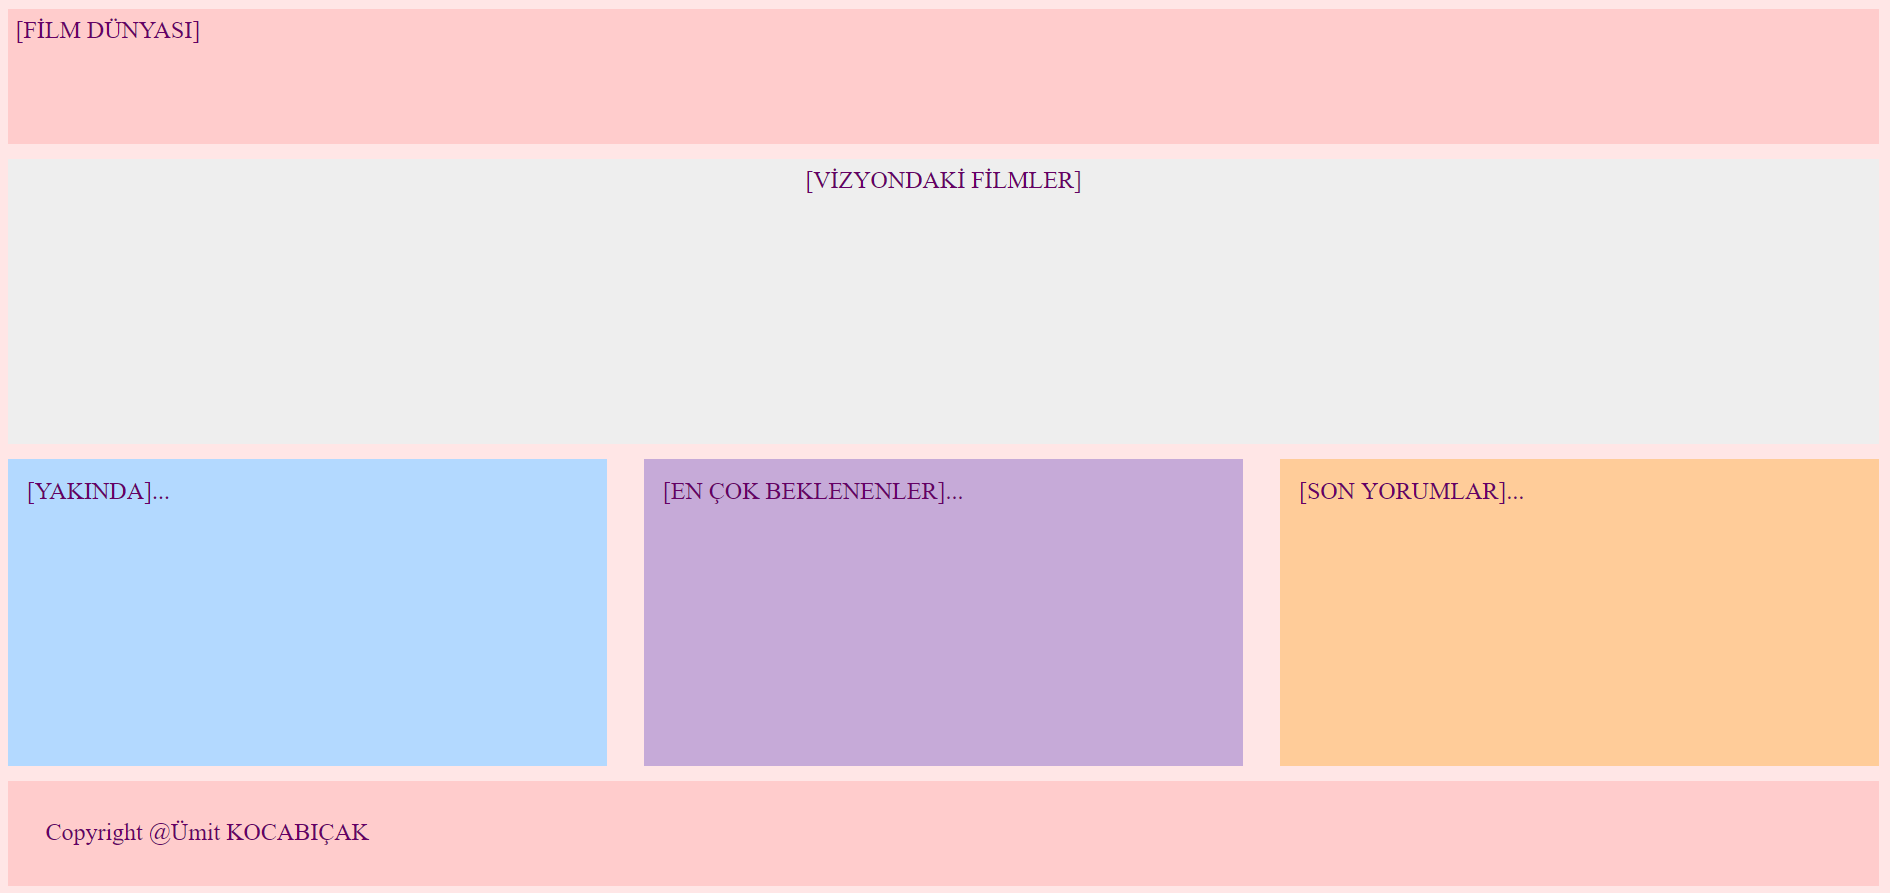 [FİLM DÜNYASI]
[VİZYONDAKİ FİLMLER]
[YAKINDA]...
[EN ÇOK BEKLENENLER]...
[SON YORUMLAR]...
Copyright @Ümit KOCABIÇAK